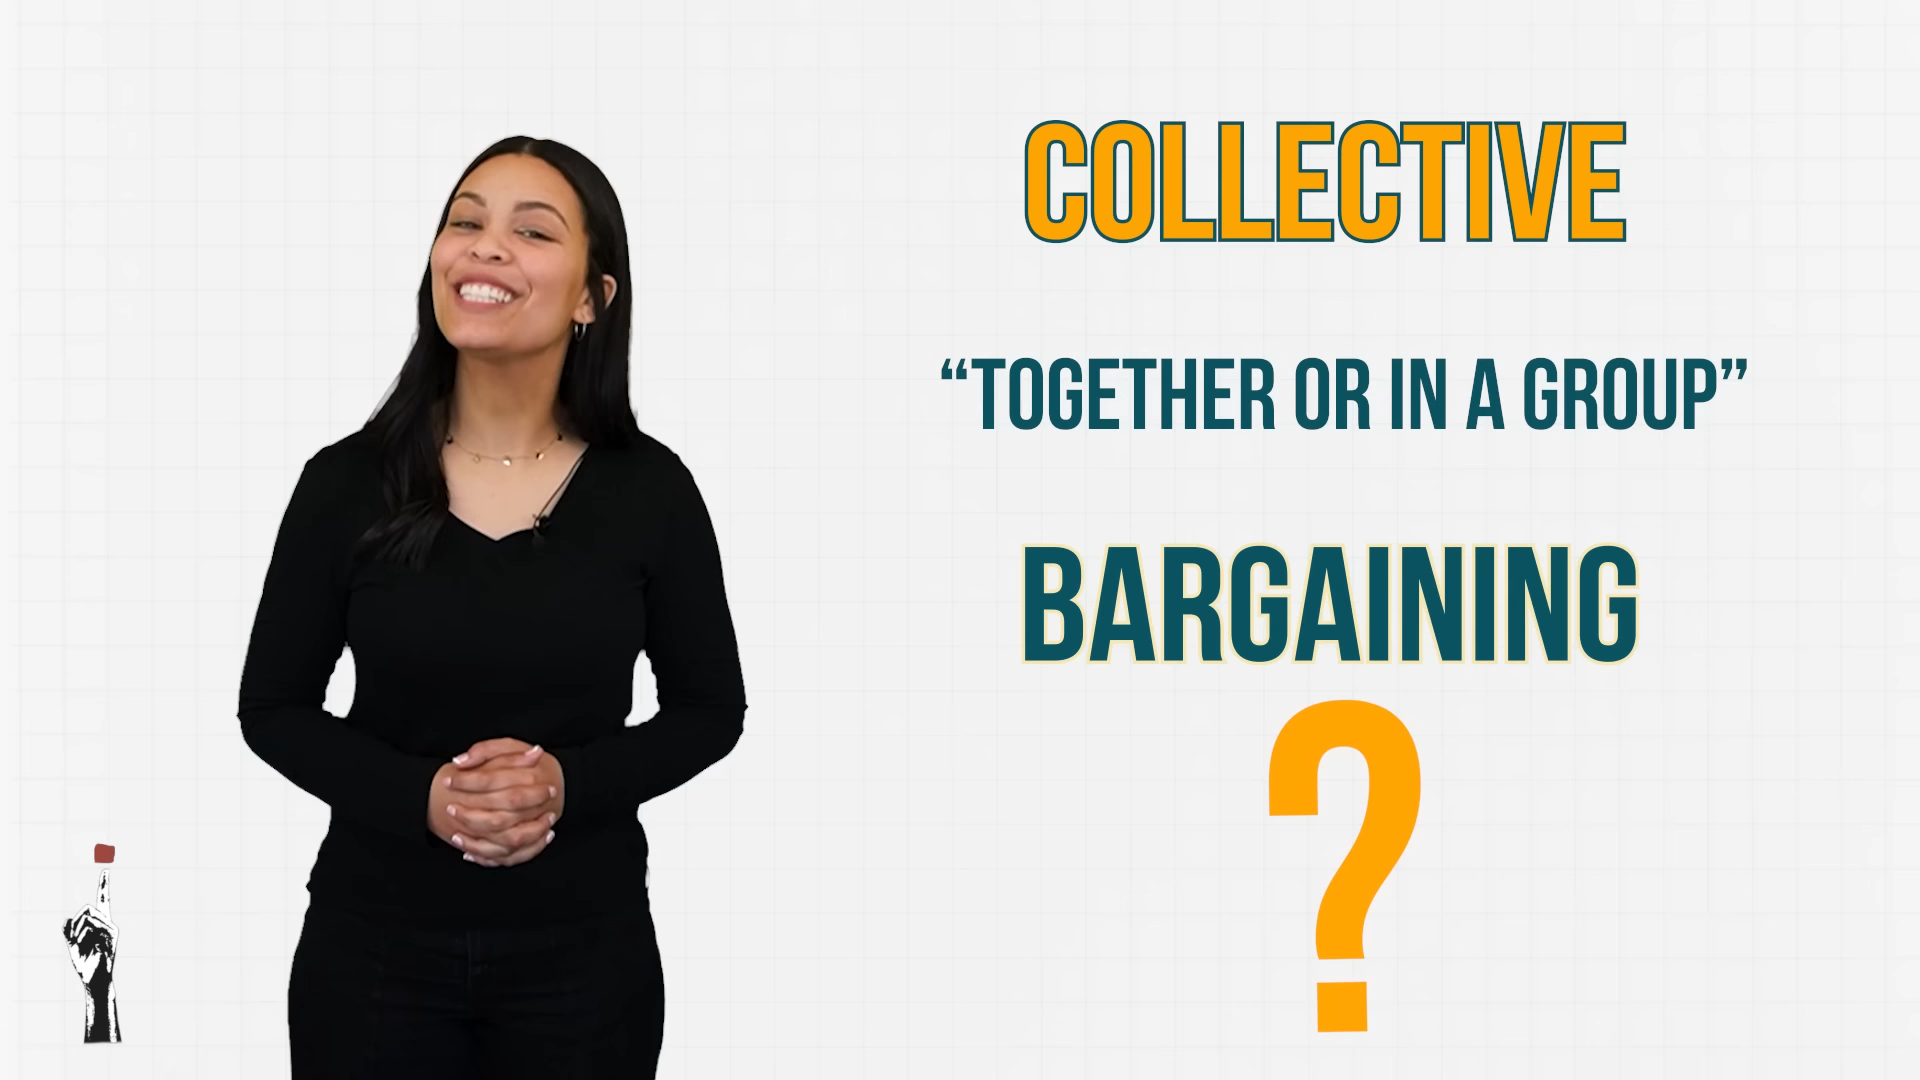 COLLECTIVE
“TOGETHER OR IN A GROUP”
BARGAINING
?